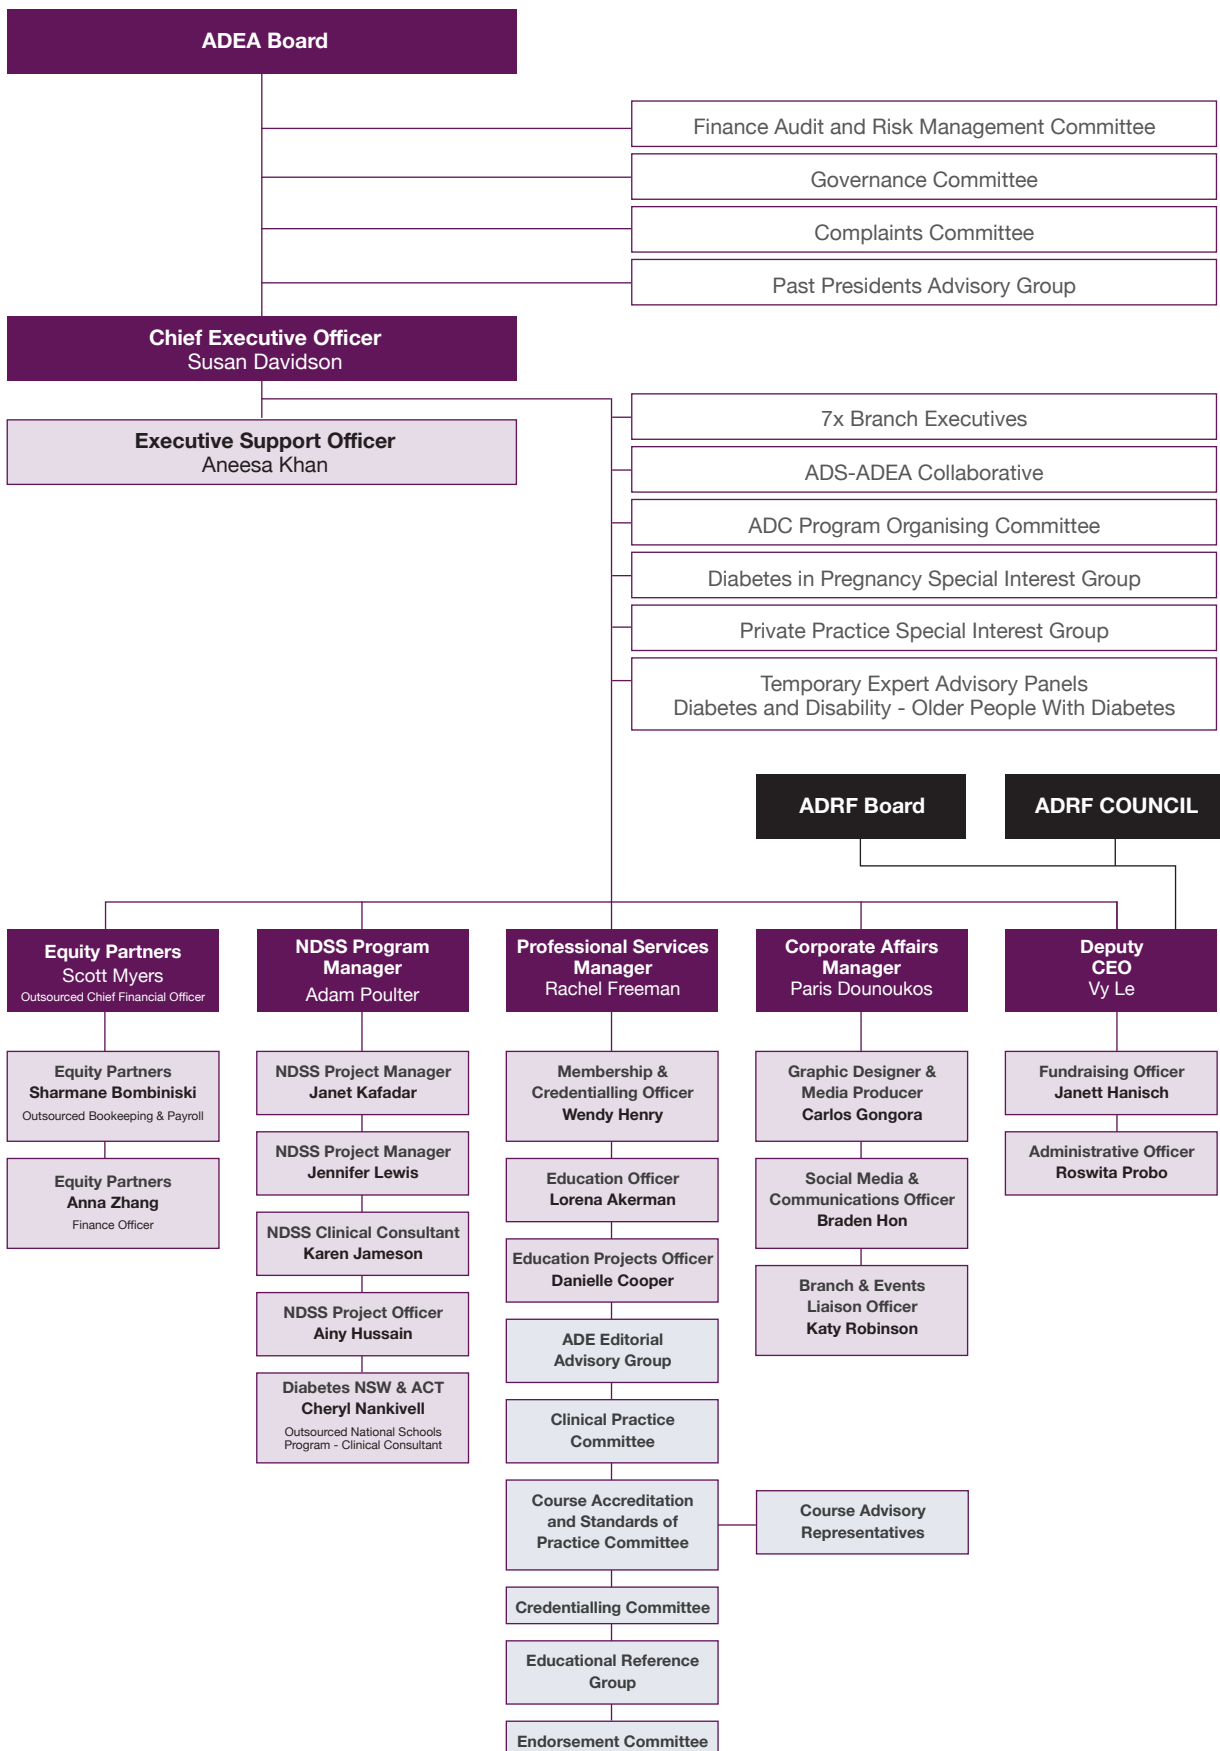 ADEA Board
Finance Audit and Risk Management Committee
Governance Committee
Complaints Committee
Past Presidents Advisory Group
Chief Executive Officer
Susan Davidson
Executive Support Officer
Aneesa Khan
7x Branch Executives
ADS-ADEA Collaborative
ADC Program Organising Committee
Diabetes in Pregnancy Special Interest Group
Private Practice Special Interest Group
Temporary Expert Advisory Panels
Diabetes and Disability - Older People With Diabetes
ADRF Board
ADRF COUNCIL
Equity Partners
Scott Myers
Outsourced Chief Financial Officer
Equity Partners
Sharmane Bombiniski
Outsourced Bookeeping & Payroll
Equity Partners
Anna Zhang
Finance Officer
NDSS Program
Manager
Adam Poulter
NDSS Project Manager
Janet Kafadar
NDSS Project Manager
Jennifer Lewis
NDSS Clinical Consultant
Karen Jameson
NDSS Project Officer
Ainy Hussain
Diabetes NSW & ACT
Cheryl Nankivell
Outsourced National Schools
Program - Clinical Consultant
Professional Services
Manager
Rachel Freeman
Membership &
Credentialling Officer
Wendy Henry
Education Officer
Lorena Akerman
Education Projects Officer
Danielle Cooper
ADE Editorial
Advisory Group
Clinical Practice
Committee
Course Accreditation
and Standards of
Practice Committee
Course Advisory
Representatives
Credentialling Committee
Educational Reference
Group
Endorsement Committee
Corporate Affairs
Manager
Paris Dounoukos
Graphic Designer &
Media Producer
Carlos Gongora
Social Media &
Communications Officer
Braden Hon
Branch & Events
Liaison Officer
Katy Robinson
Deputy
CEO
Vy Le
Fundraising Officer
Janett Hanisch
Administrative Officer
Roswita Probo